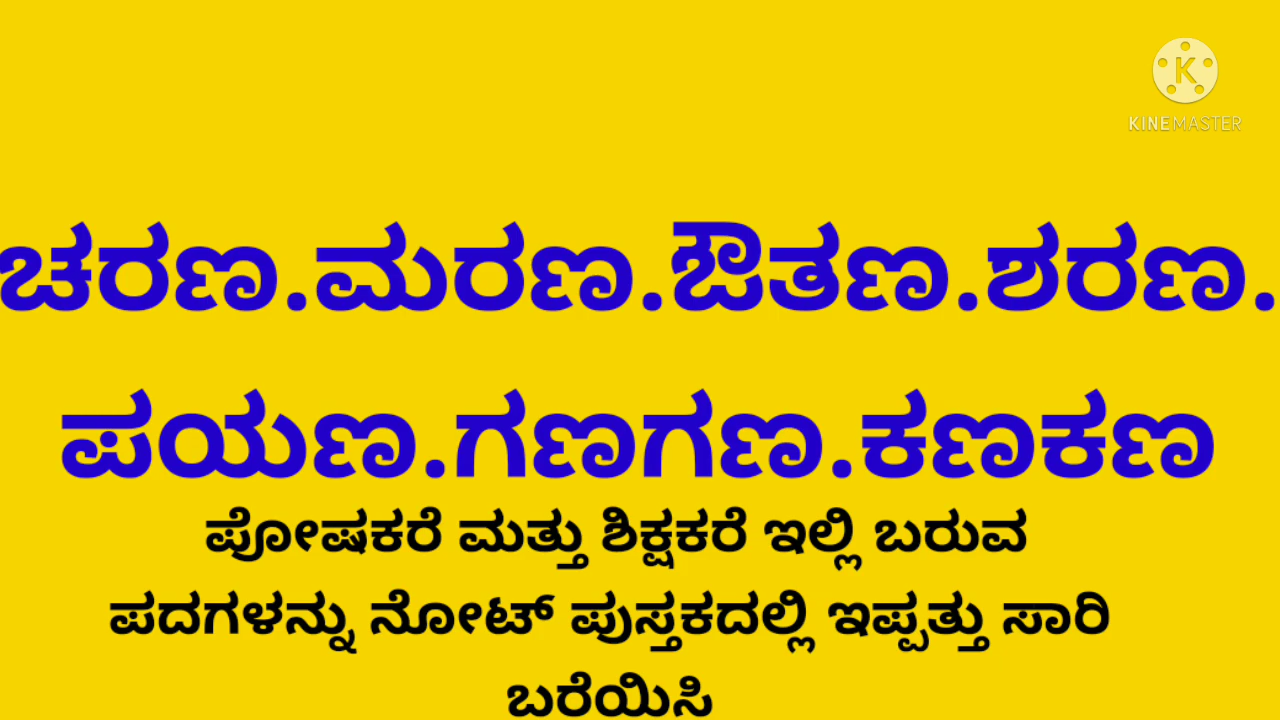 KINEMASTER
ಚರಣ.ಮರಣ.ಔತಣ.ಶರಣ.
ಪಯಣ.ಗಣಗಣ.ಕಣಕಣ
ಪೋಷಕರೆ ಮತ್ತು ಶಿಕ್ಷಕರೆ ಇಲ್ಲಿ ಬರುವ
ಪದಗಳನ್ನು ನೋಟ್ ಪುಸ್ತಕದಲ್ಲಿ ಇಪ್ಪತ್ತು ಸಾರಿ
ಬರೆಯಿಸಿ